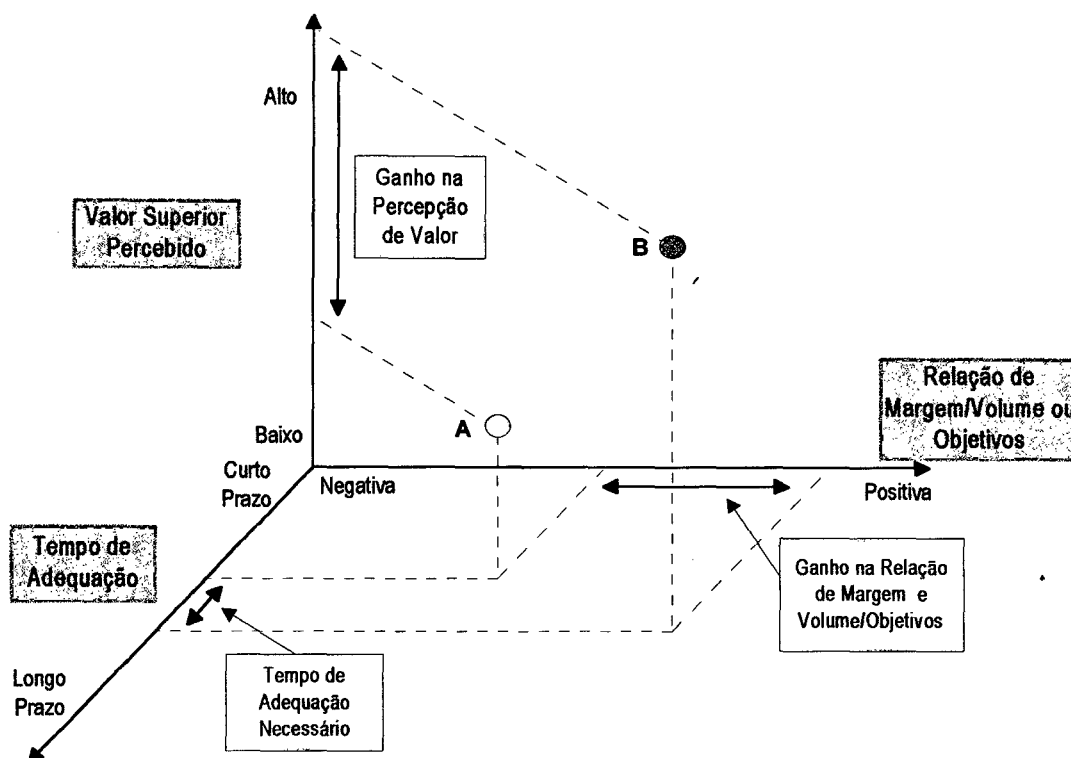 Alto
Ganho na
Percepção
de Valor
Valor Superior
Percebido
B
A
Relação de
Margem/Volume ou
Objetivos
Baixo
Curto
Prazo
Negativa
Positiva
Tempo de
Adequação
Ganho na Relação
de Margem e
Volume/Objetivos
Longo
Prazo
Tempo de
Adequação
Necessário